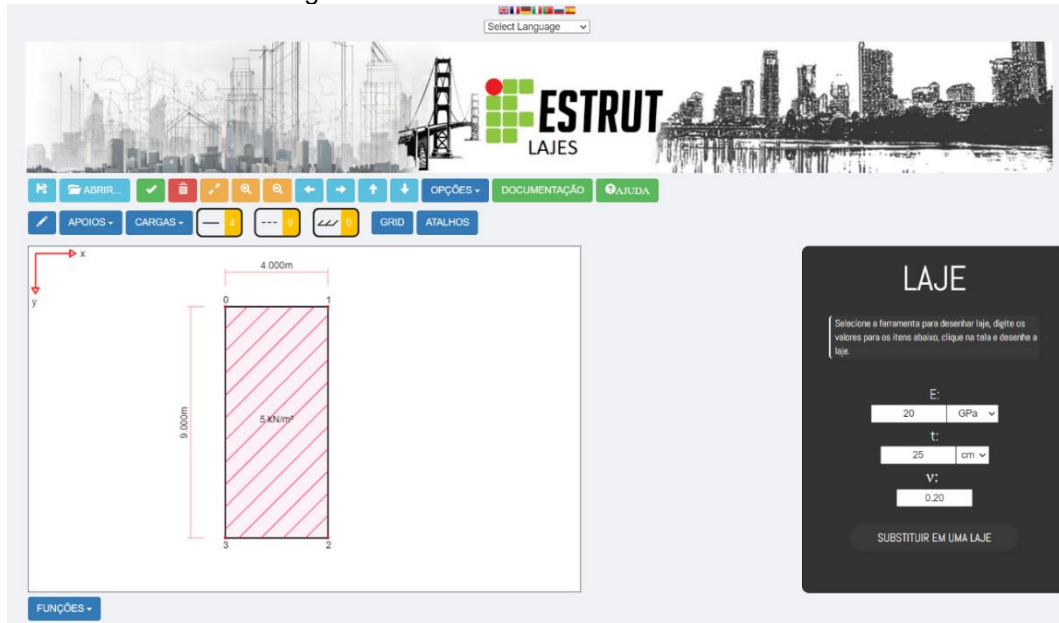 Select Language
ESTRUT
LAJES
ABRIR...
OPÇÕES
DOCUMENTAÇÃO
AJUDA
APOIOS
CARGAS
4
0
0
GRID
ATALHOS
x
y
4.000m
0
1
9.000m
5 kN/m²
3
2
LAJE
Selecione a ferramenta para desenhar laje, digite os
valores para os itens abaixo, clique na tela e desenhe a
laje.
E:
20 GPa
t:
25 cm
ν:
0.20
SUBSTITUIR EM UMA LAJE
FUNÇÕES